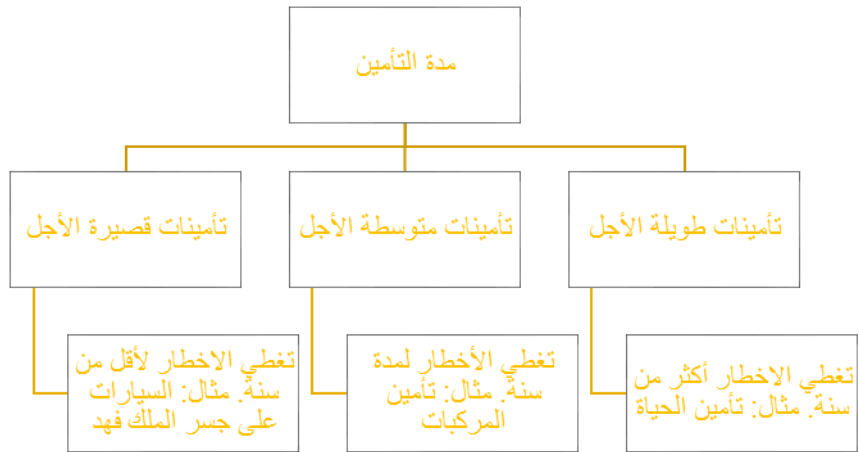 مدة التأمين
تأمينات طويلة الأجل
تأمينات متوسطة الأجل
تأمينات قصيرة الأجل
تغطي الاخطار أكثر من
سنة. مثال: تأمين الحياة
تغطي الأخطار لمدة
سنة. مثال: تأمين
المركبات
تغطي الاخطار لأقل من
سنة. مثال: السيارات
على جسر الملك فهد